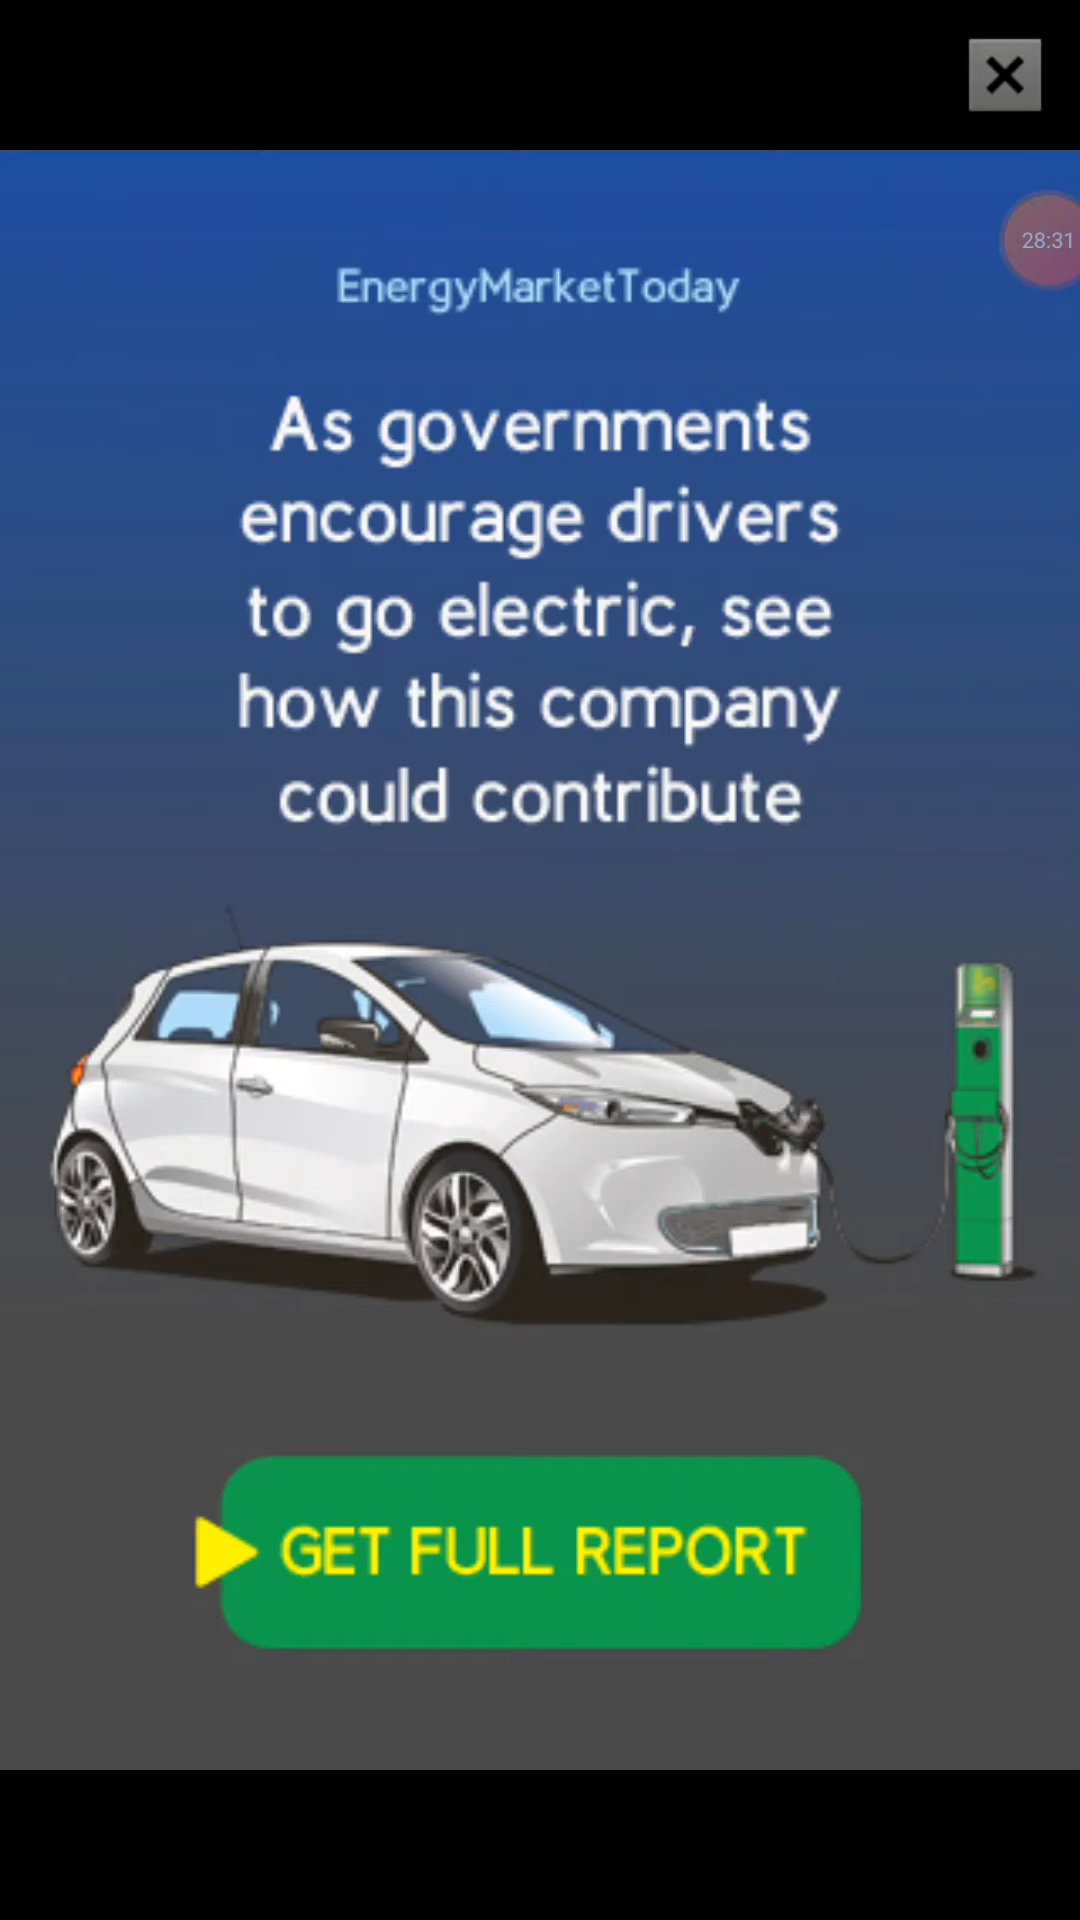 28:31
EnergyMarketToday
As governments
encourage drivers
to go electric, see
how this company
could contribute
GET FULL REPORT